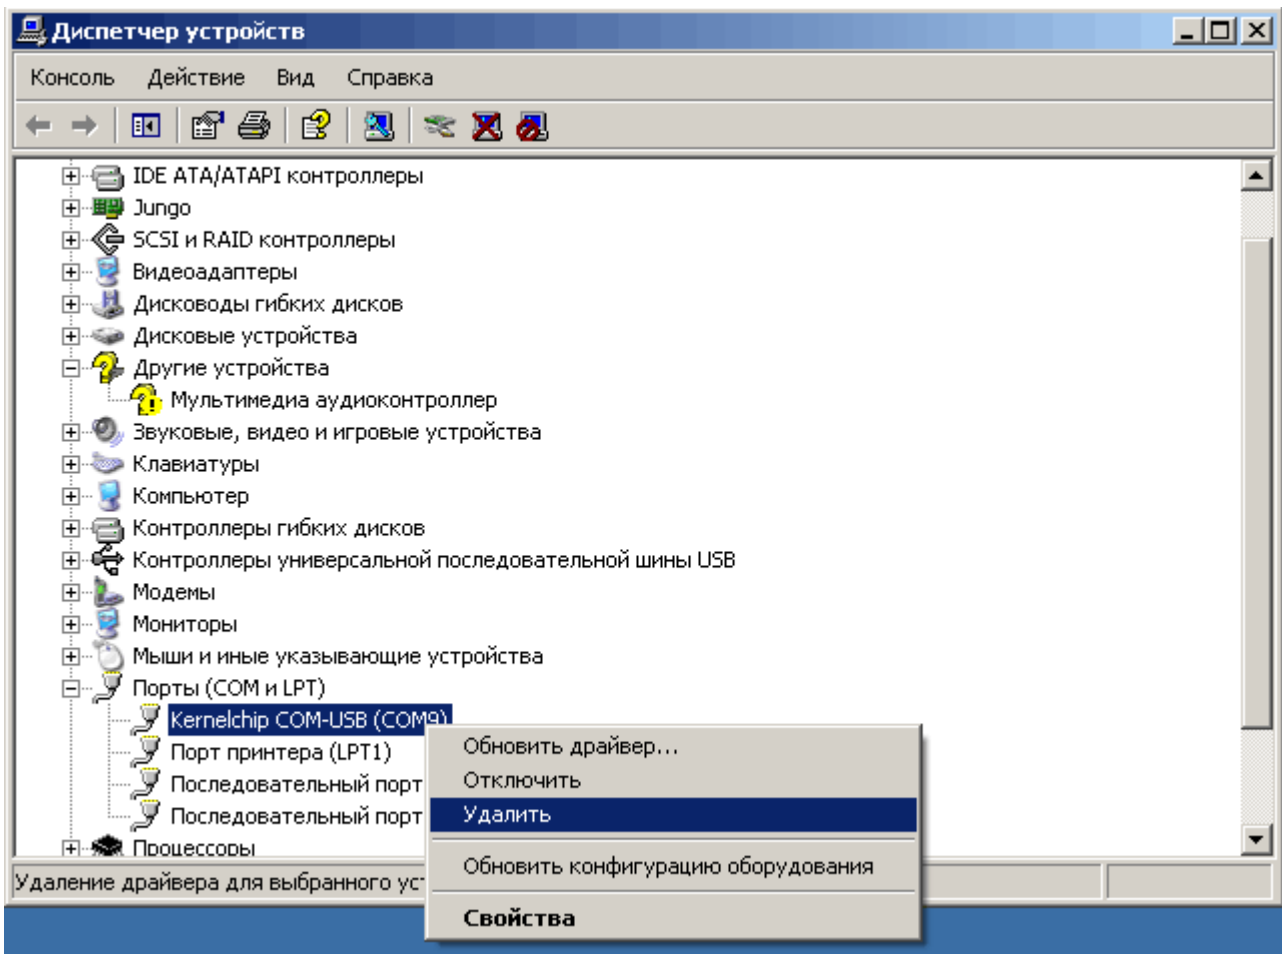 Диспетчер устройств
Консоль Действие Вид Справка
IDE ATA/ATAPI контроллеры
Jungo
SCSI и RAID контроллеры
Видеоадаптеры
Дисководы гибких дисков
Дисковые устройства
Другие устройства
Мультимедиа аудиоконтроллер
Звуковые, видео и игровые устройства
Клавиатуры
Компьютер
Контроллеры гибких дисков
Контроллеры универсальной последовательной шины USB
Модемы
Мониторы
Мыши и иные указывающие устройства
Порты (COM и LPT)
Kernelchip COM-USB (COM9)
Порт принтера (LPT1)
Последовательный порт
Последовательный порт
Процессоры
Обновить драйвер...
Отключить
Удалить
Обновить конфигурацию оборудования
Свойства
Удаление драйвера для выбранного ус